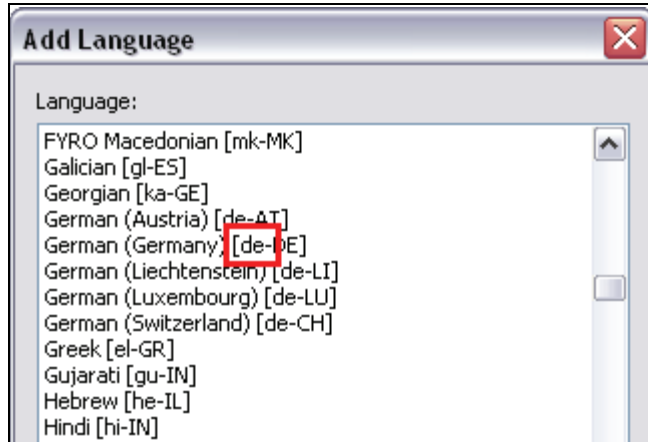 Add Language
Language:
FYRO Macedonian [mk-MK]
Galician [gl-ES]
Georgian [ka-GE]
German (Austria) [de-AT]
German (Germany) [de-DE]
German (Liechtenstein) [de-LI]
German (Luxembourg) [de-LU]
German (Switzerland) [de-CH]
Greek [el-GR]
Gujarati [gu-IN]
Hebrew [he-IL]
Hindi [hi-IN]